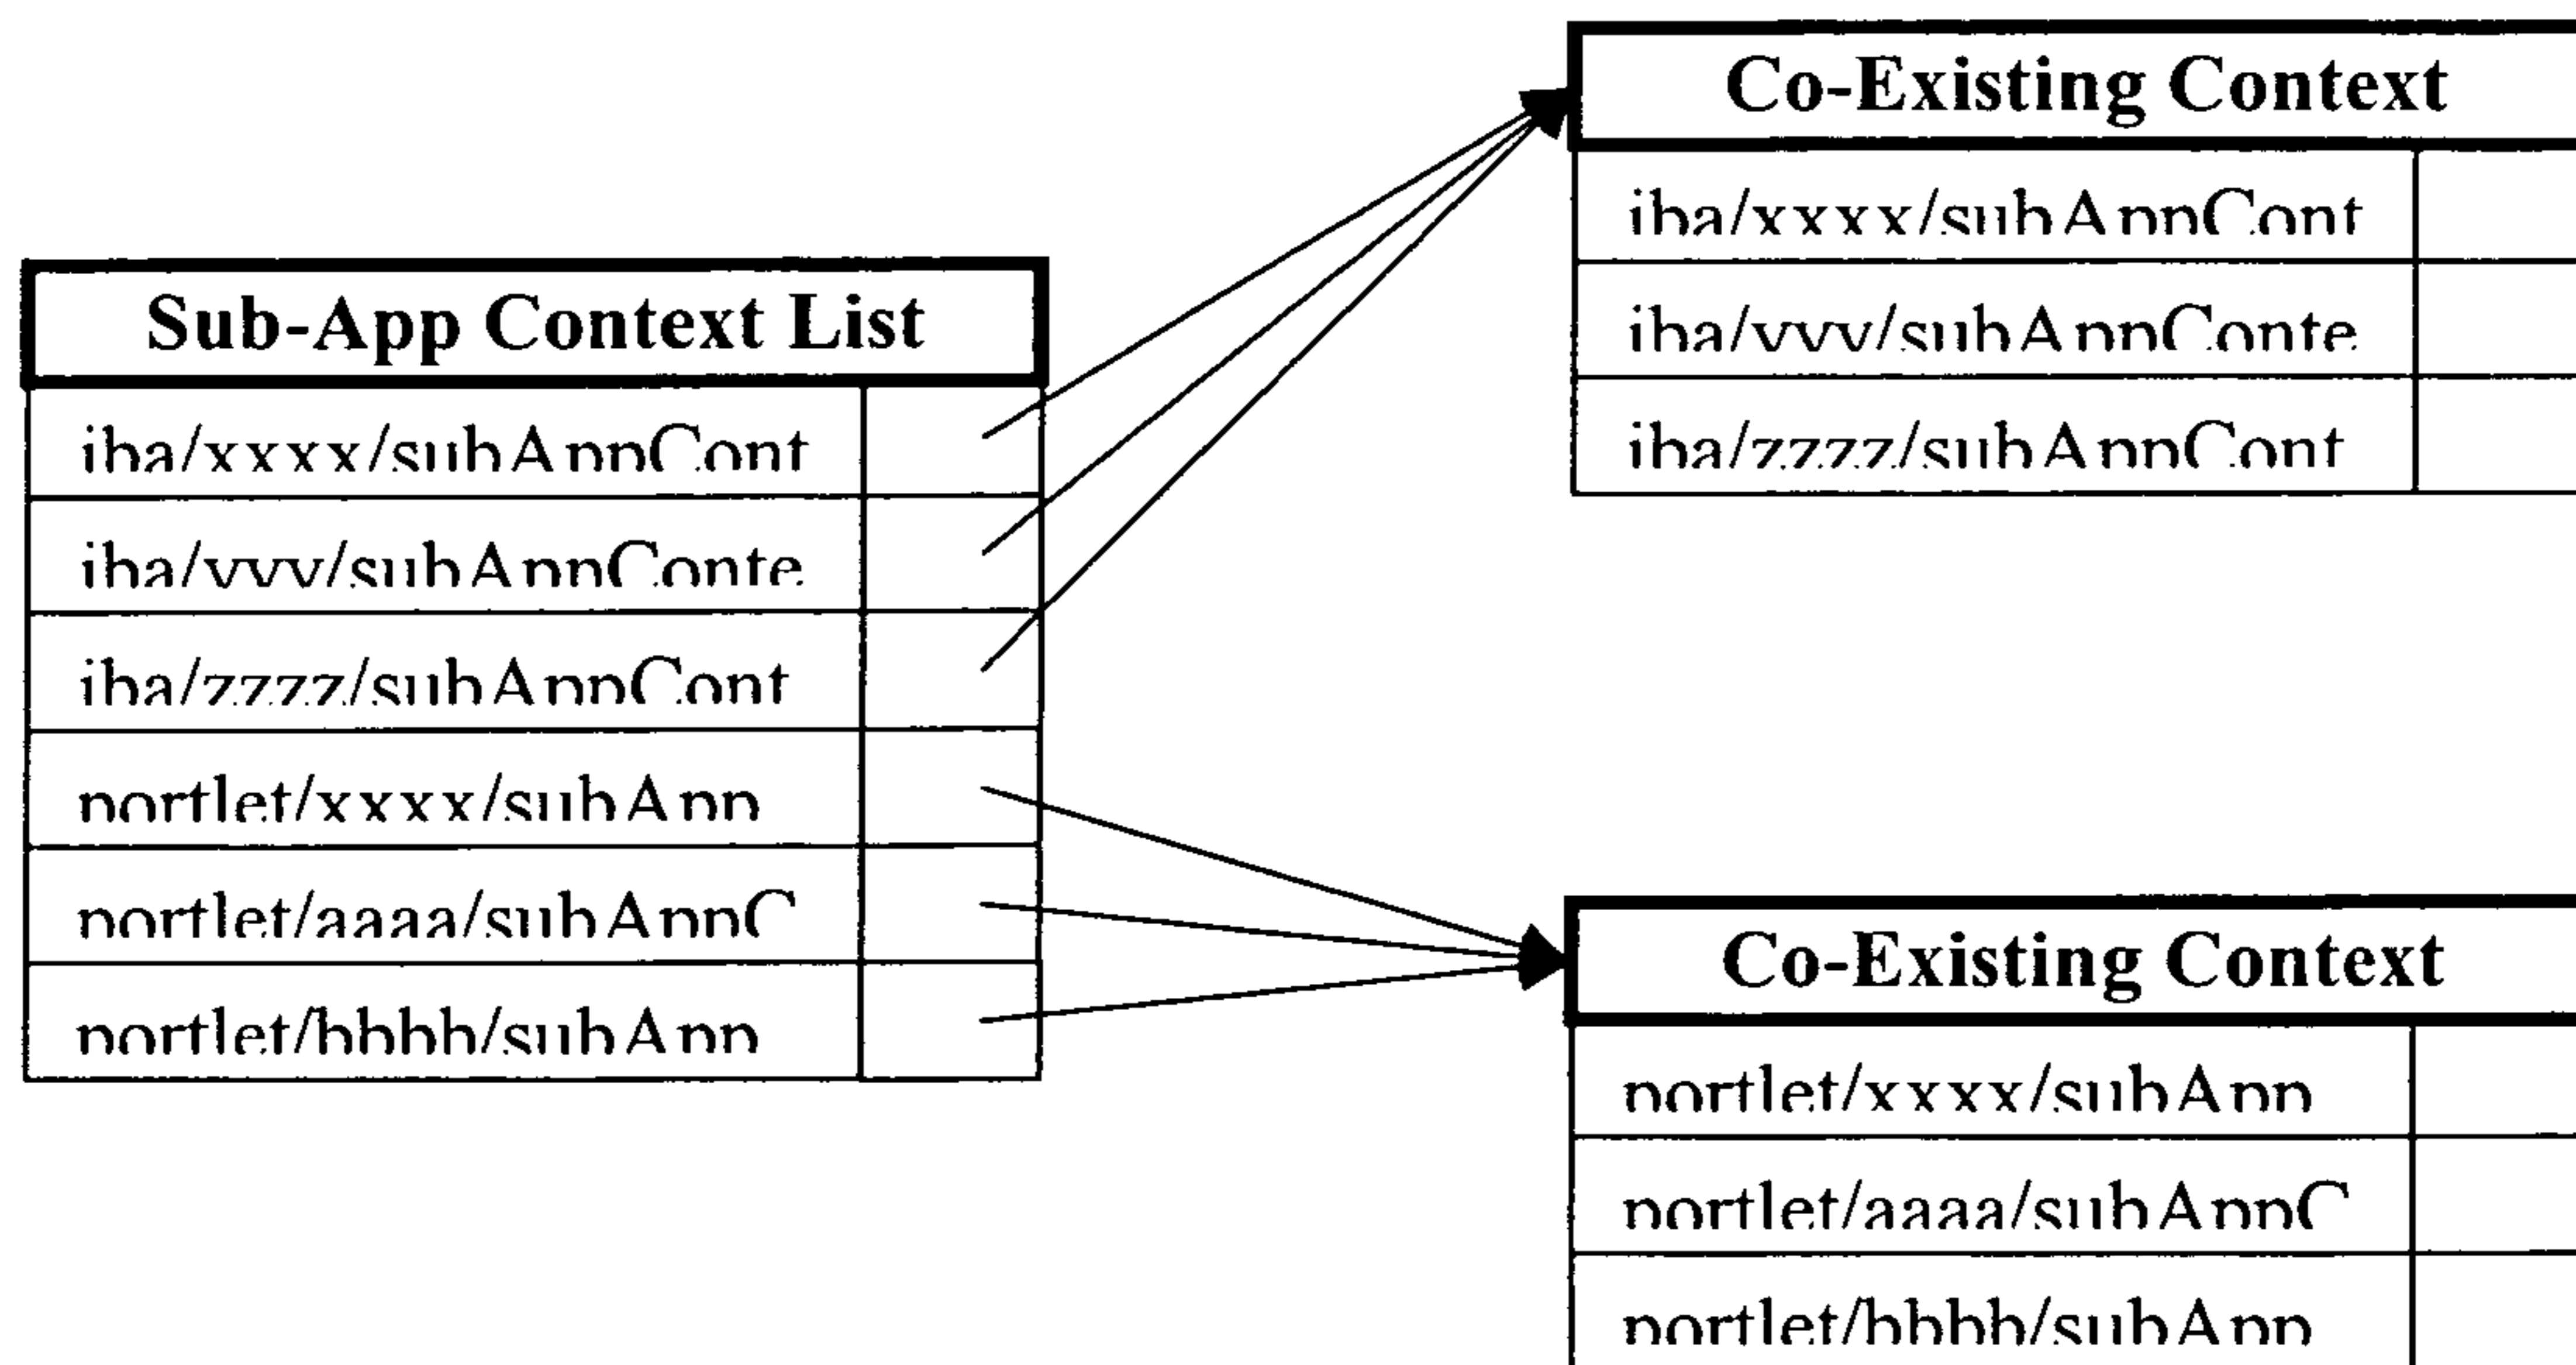 Co-Existing Context
iba/xxxx/subAppCont
iba/yyy/subAppConte
iba/zzzz/subAppCont
Sub-App Context List
iba/xxxx/subAppCont
iba/yyy/subAppConte
iba/zzzz/subAppCont
portlet/xxxx/subApp
portlet/aaaa/subAppC
portlet/bbbb/subApp
Co-Existing Context
portlet/xxxx/subApp
portlet/aaaa/subAppC
portlet/bbbb/subApp